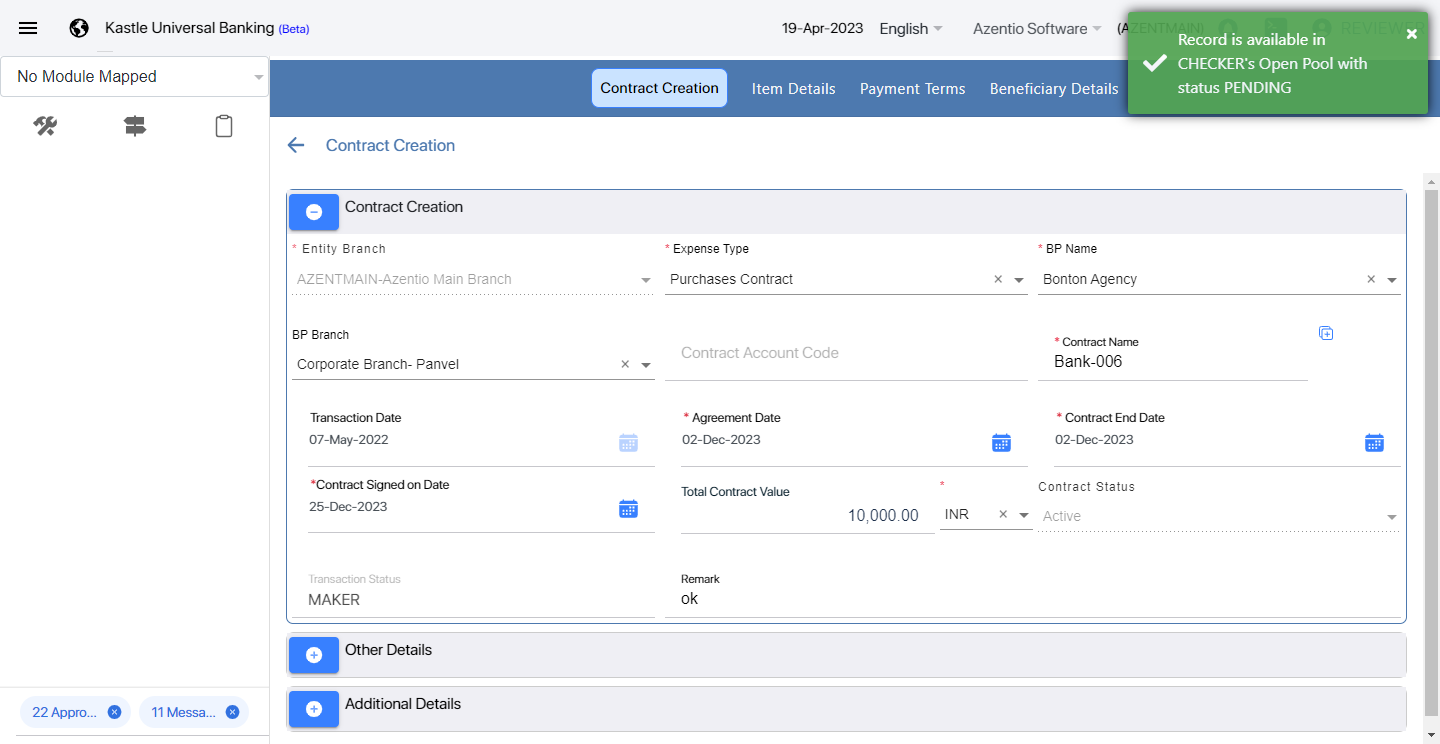 Kastle Universal Banking (Beta)
19-Apr-2023
English
Azentio Software
(AZENTMAIN)
REVIEWER
Record is available in
CHECKER's Open Pool with
status PENDING
No Module Mapped
Contract Creation
Item Details
Payment Terms
Beneficiary Details
Contract Creation
Contract Creation
* Entity Branch
AZENTMAIN-Azentio Main Branch
* Expense Type
Purchases Contract
* BP Name
Bonton Agency
BP Branch
Corporate Branch- Panvel
Contract Account Code
* Contract Name
Bank-006
Transaction Date
07-May-2022
* Agreement Date
02-Dec-2023
* Contract End Date
02-Dec-2023
*Contract Signed on Date
25-Dec-2023
Total Contract Value
10,000.00
*
INR
Contract Status
Active
Transaction Status
MAKER
Remark
ok
Other Details
Additional Details
22 Appro...
11 Messa...